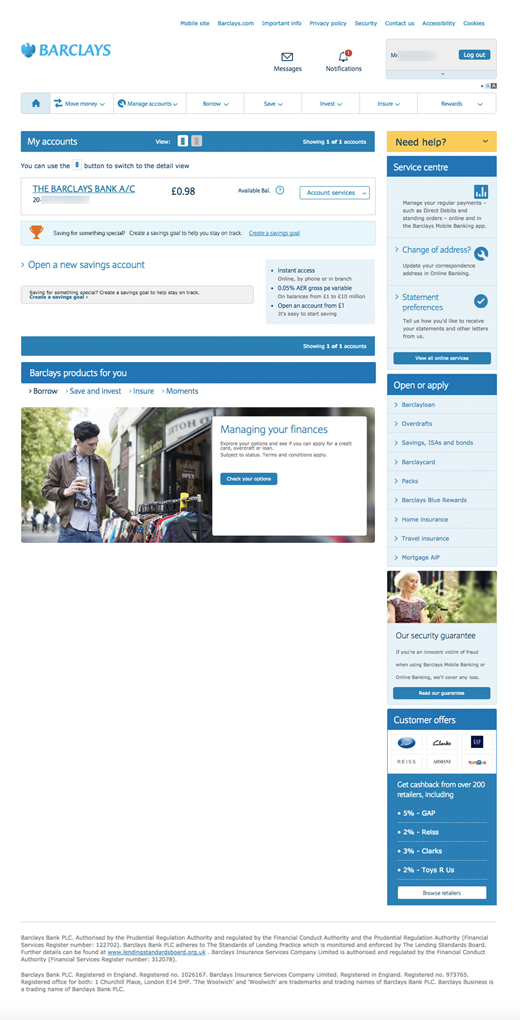 Mobile site Barclays.com Important info Privacy policy Security Contact us Accessibility Cookies
BARCLAYS
Messages
Notifications
Log out
A A A
Move money
Manage accounts
Borrow
Save
Invest
Insure
Rewards
My accounts
View:
Showing 1 of 1 accounts
You can use the button to switch to the detail view
THE BARCLAYS BANK A/C
20-
£0.98
Available Bal. ?
Account services
Saving for something special? Create a savings goal to help you stay on track. Create a savings goal
Open a new savings account
Saving for something special? Create a savings goal to help stay on track.
Create a savings goal ›
• Instant access
Online, by phone or in branch
• 0.05% AER gross pa variable
On balances from £1 to £10 million
• Open an account from £1
It's easy to start saving
Showing 1 of 1 accounts
Barclays products for you
› Borrow › Save and invest › Insure › Moments
Managing your finances
Explore your options and see if you can apply for a credit
card, overdraft or loan.
Subject to status. Terms and conditions apply.
Check your options
Need help?
Service centre
Manage your regular payments –
such as Direct Debits and
standing orders – online and in
the Barclays Mobile Banking app.
Change of address?
Update your correspondence
address in Online Banking.
Statement
preferences
Tell us how you'd like to receive
your statements and other letters
from us.
View all online services
Open or apply
Barclayloan
Overdrafts
Savings, ISAs and bonds
Barclaycard
Packs
Barclays Blue Rewards
Home insurance
Travel insurance
Mortgage AIP
Our security guarantee
If you're an innocent victim of fraud
when using Barclays Mobile Banking or
Online Banking, we'll cover any loss.
Read our guarantee
Customer offers
Boots Clarks GAP
REISS ARMANI TOYS R US
Get cashback from over 200
retailers, including
• 5% - GAP
• 2% - Reiss
• 3% - Clarks
• 2% - Toys R Us
Browse retailers
Barclays Bank PLC. Authorised by the Prudential Regulation Authority and regulated by the Financial Conduct Authority and the Prudential Regulation Authority (Financial
Services Register number: 122702). Barclays Bank PLC adheres to The Standards of Lending Practice which is monitored and enforced by The Lending Standards Board.
Further details can be found at www.lendingstandardsboard.org.uk . Barclays Insurance Services Company Limited is authorised and regulated by the Financial Conduct
Authority (Financial Services Register number: 312078).
Barclays Bank PLC. Registered in England. Registered no. 1026167. Barclays Insurance Services Company Limited. Registered in England. Registered no. 973765.
Registered office for both: 1 Churchill Place, London E14 5HP. 'The Woolwich' and 'Woolwich' are trademarks and trading names of Barclays Bank PLC. Barclays Business is
a trading name of Barclays Bank PLC.